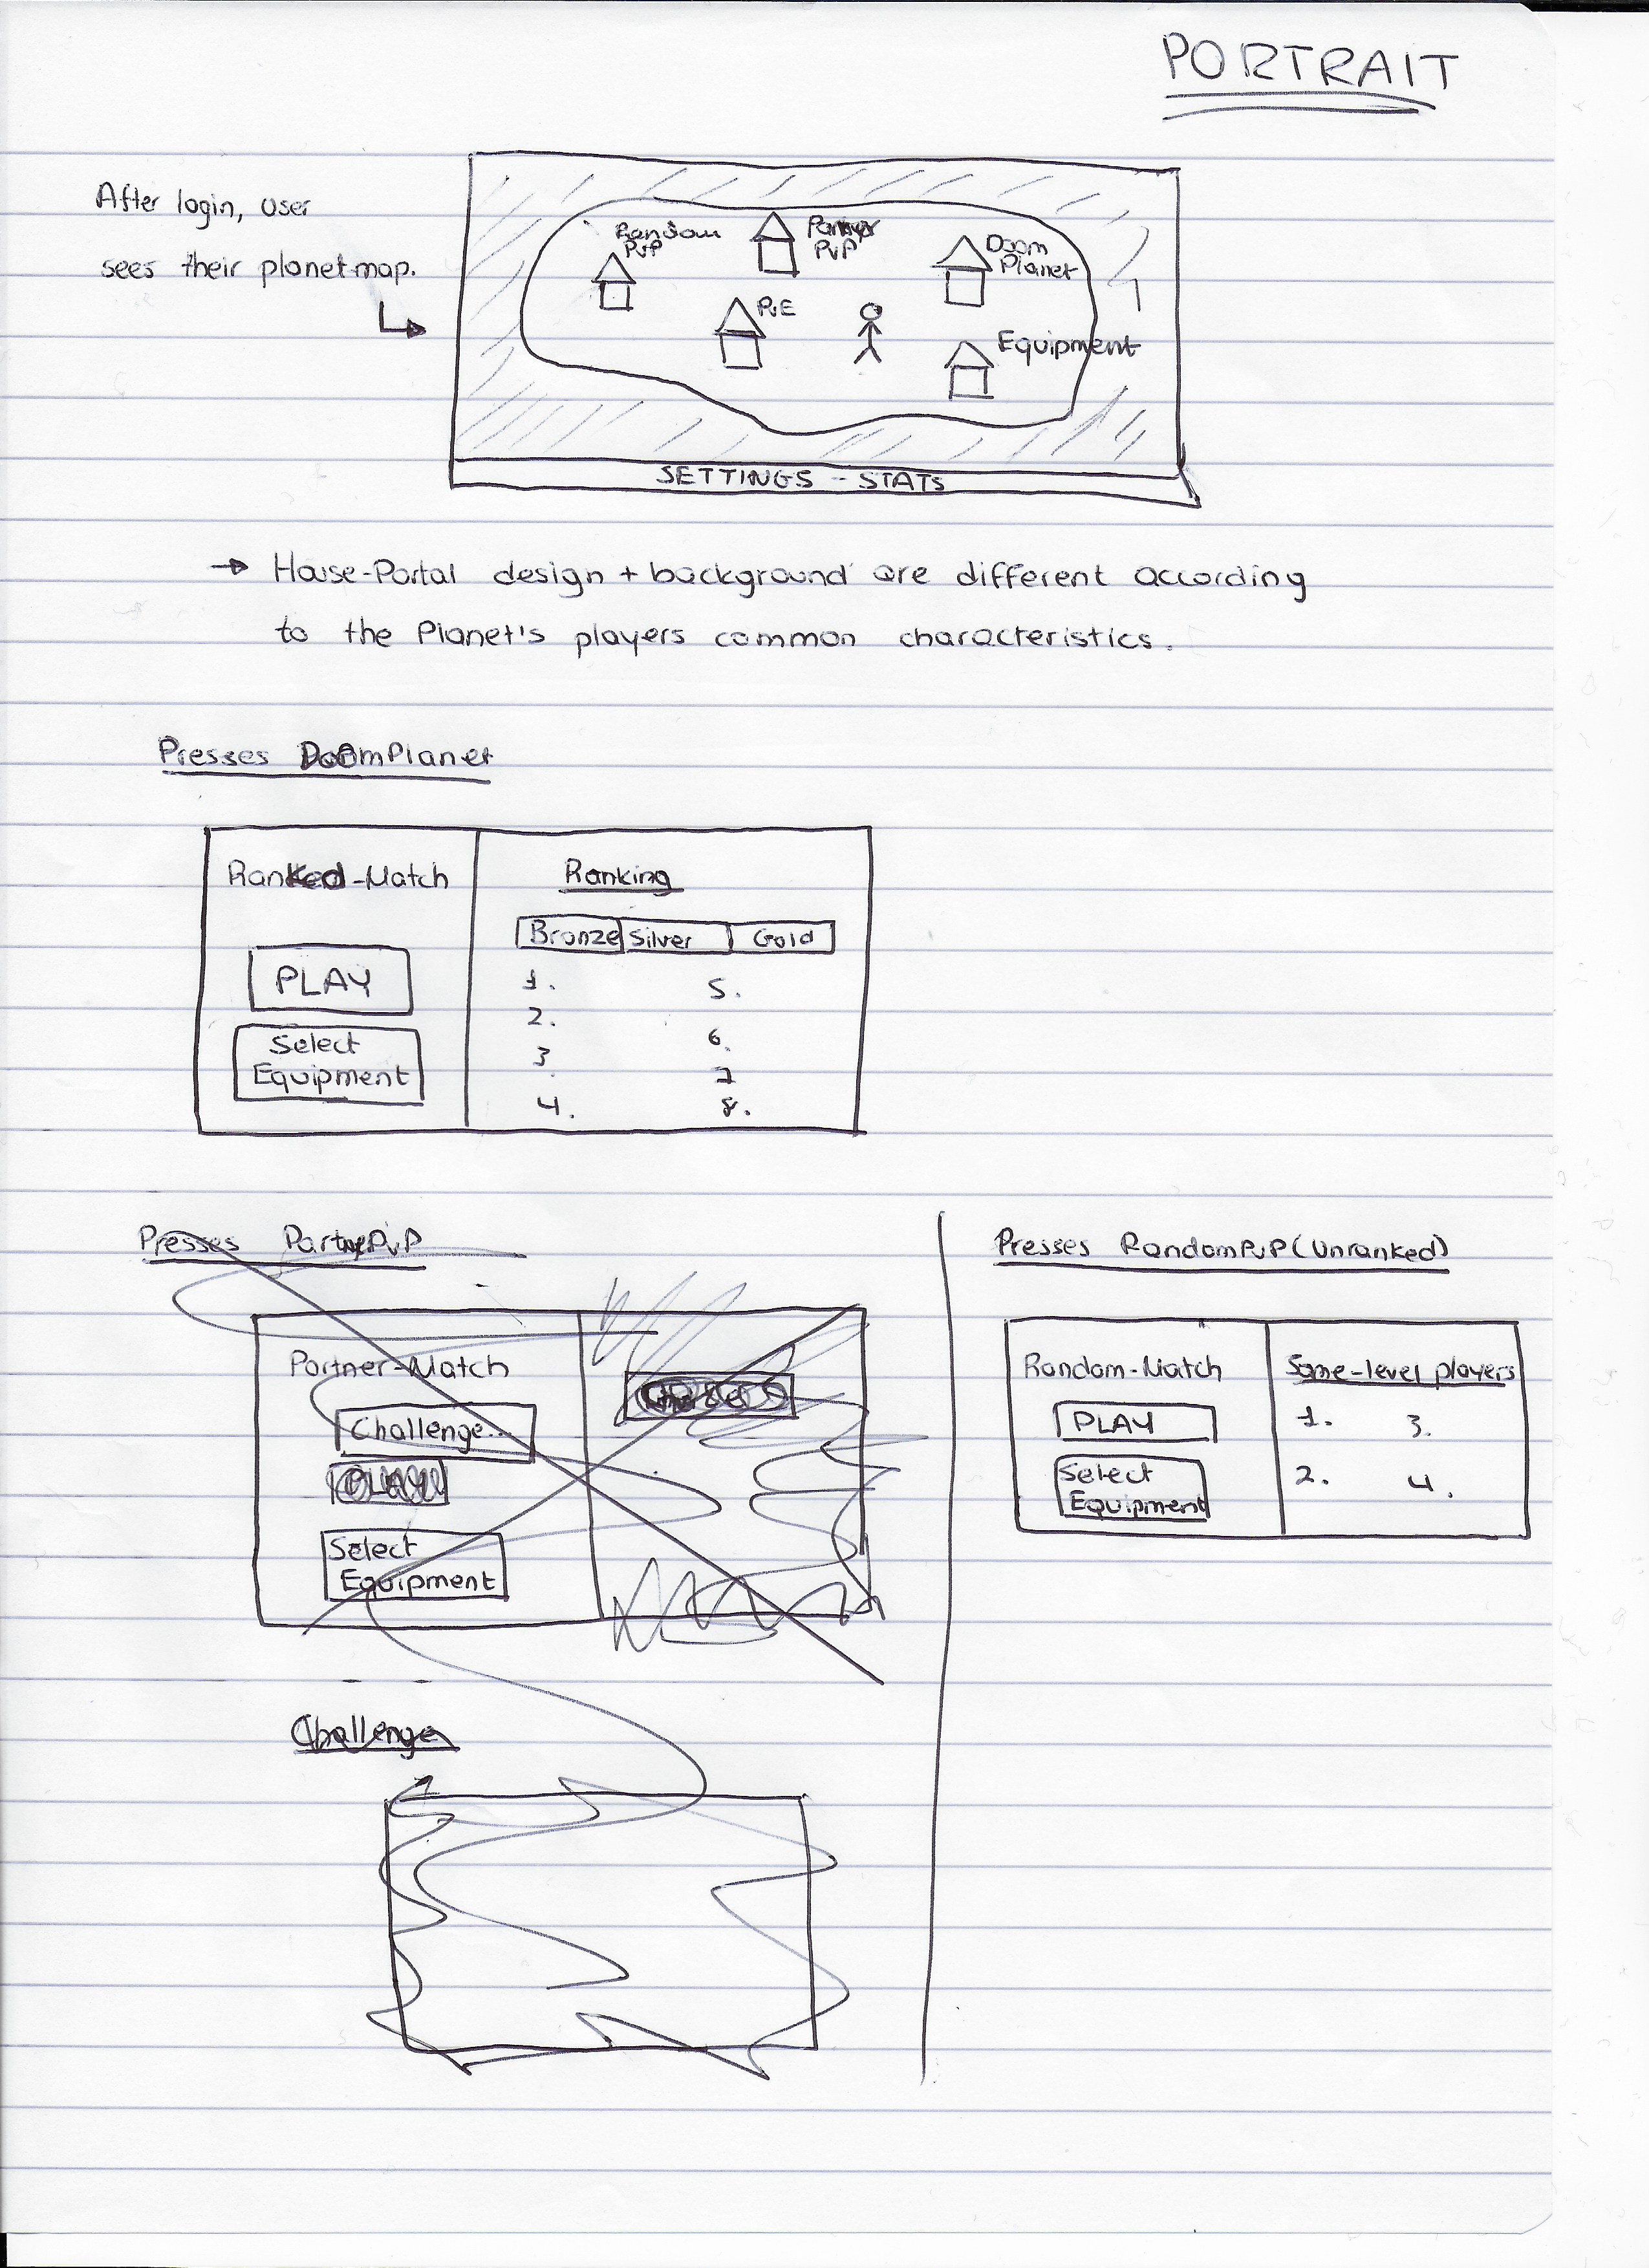 PORTRAIT
After login, user
sees their planet-map.
Random
PvP
Partner
PvP
Doom
Planet
PvE
Equipment
SETTINGS - STATS
→ House-Portal design + background are different according
to the Planet's players common characteristics.
Presses DoomPlanet
Ranked-Match
PLAY
Select
Equipment
Ranking
Bronze Silver Gold
1. 5.
2. 6.
3. 7
4. 8.
Presses PartnerPvP
Partner-Match
Challenge..
Select
Equipment
Challenge
Presses RandomPvP (Unranked)
Random-Match
PLAY
Select
Equipment
Same-level players
1. 3.
2. 4.